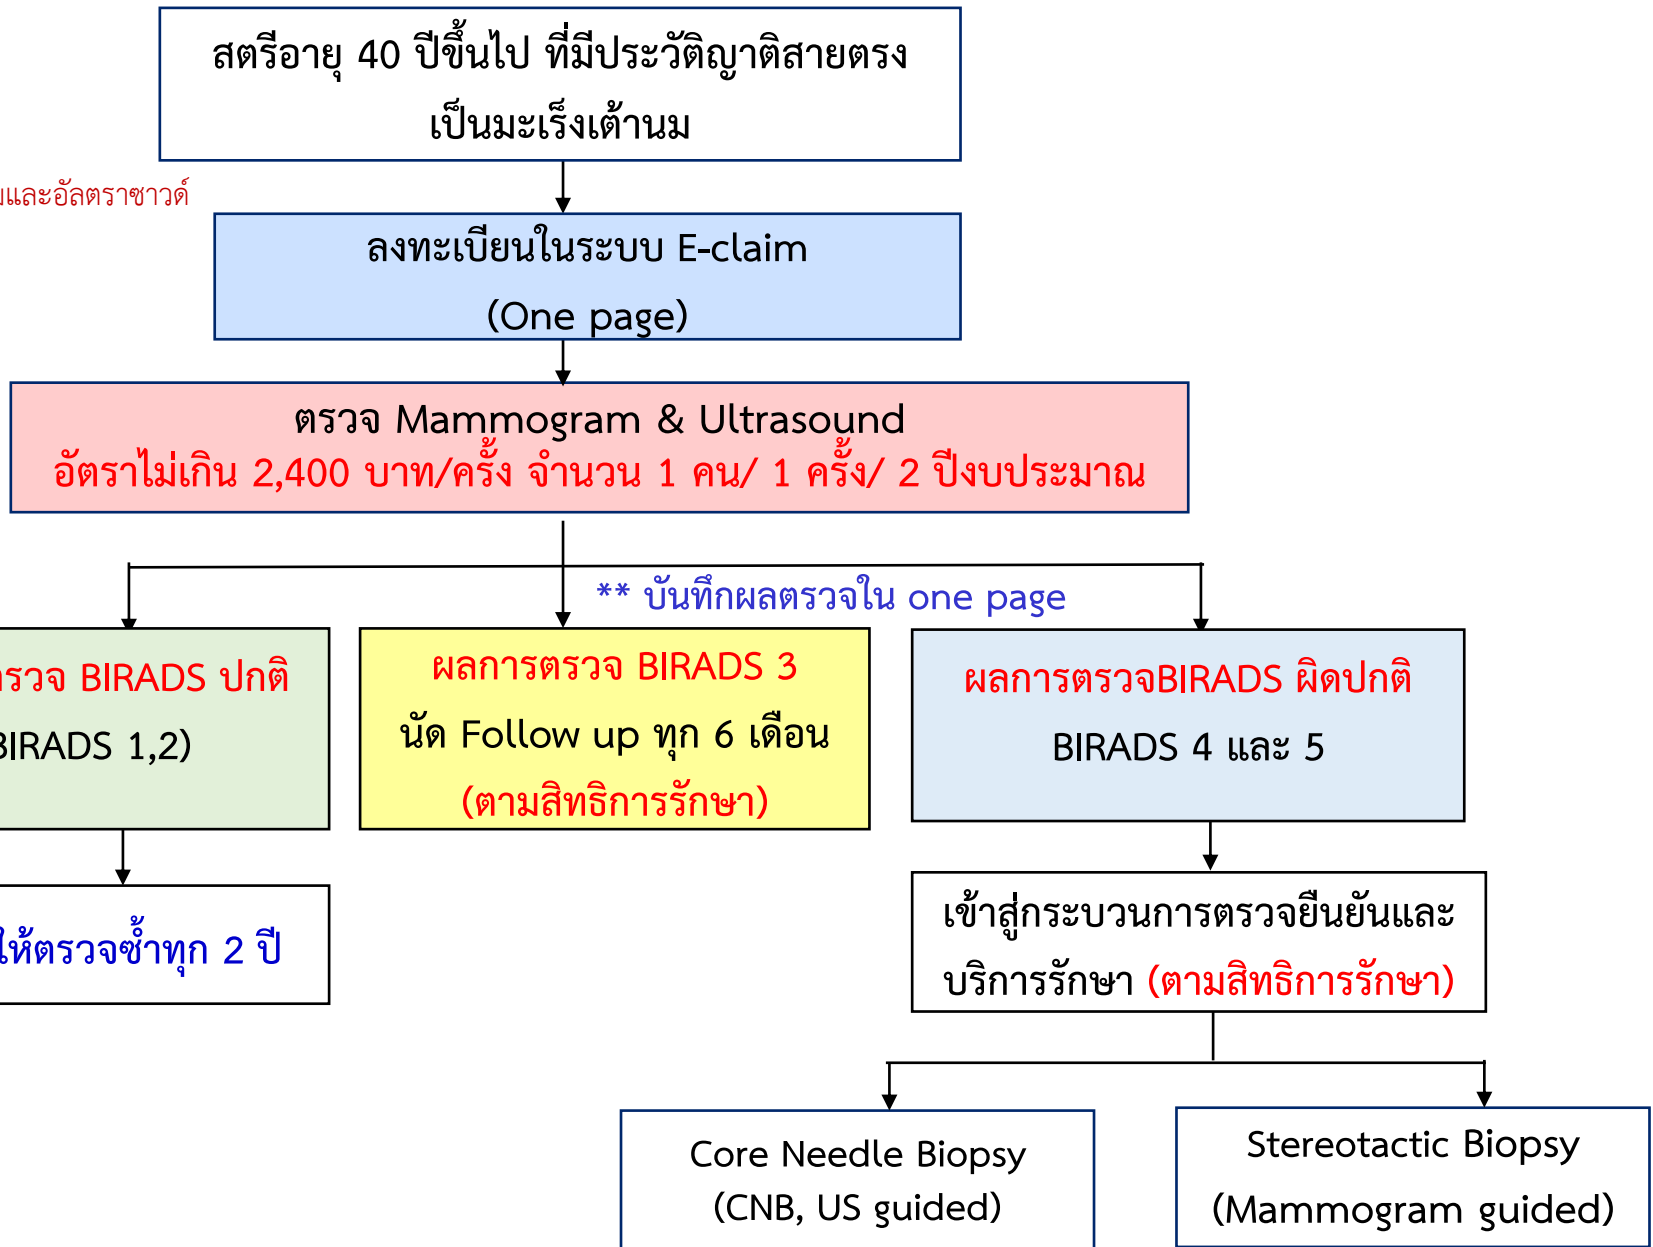 สตรีอายุ 40 ปีขึ้นไป ที่มีประวัติญาติสายตรง
เป็นมะเร็งเต้านม
และอัลตราซาวด์
ลงทะเบียนในระบบ E-claim
(One page)
ตรวจ Mammogram & Ultrasound
อัตราไม่เกิน 2,400 บาท/ครั้ง จำนวน 1 คน/ 1 ครั้ง/ 2 ปีงบประมาณ
** บันทึกผลตรวจใน one page
รวจ BIRADS ปกติ
BIRADS 1,2)
ผลการตรวจ BIRADS 3
นัด Follow up ทุก 6 เดือน
(ตามสิทธิการรักษา)
ผลการตรวจBIRADS ผิดปกติ
BIRADS 4 และ 5
ให้ตรวจซ้ำทุก 2 ปี
เข้าสู่กระบวนการตรวจยืนยันและ
บริการรักษา (ตามสิทธิการรักษา)
Core Needle Biopsy
(CNB, US guided)
Stereotactic Biopsy
(Mammogram guided)